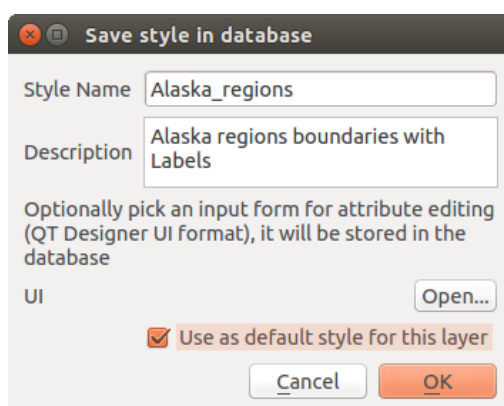 Save style in database
Style Name Alaska_regions
Description Alaska regions boundaries with
Labels
Optionally pick an input form for attribute editing
(QT Designer UI format), it will be stored in the
database
UI Open...
Use as default style for this layer
Cancel OK